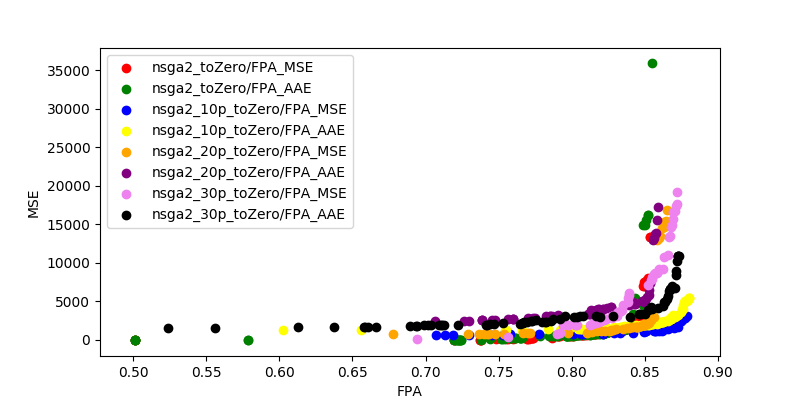 35000
30000
25000
20000
15000
10000
5000
0
MSE
nsga2_toZero/FPA_MSE
nsga2_toZero/FPA_AAE
nsga2_10p_toZero/FPA_MSE
nsga2_10p_toZero/FPA_AAE
nsga2_20p_toZero/FPA_MSE
nsga2_20p_toZero/FPA_AAE
nsga2_30p_toZero/FPA_MSE
nsga2_30p_toZero/FPA_AAE
0.50 0.55 0.60 0.65 0.70 0.75 0.80 0.85 0.90
FPA